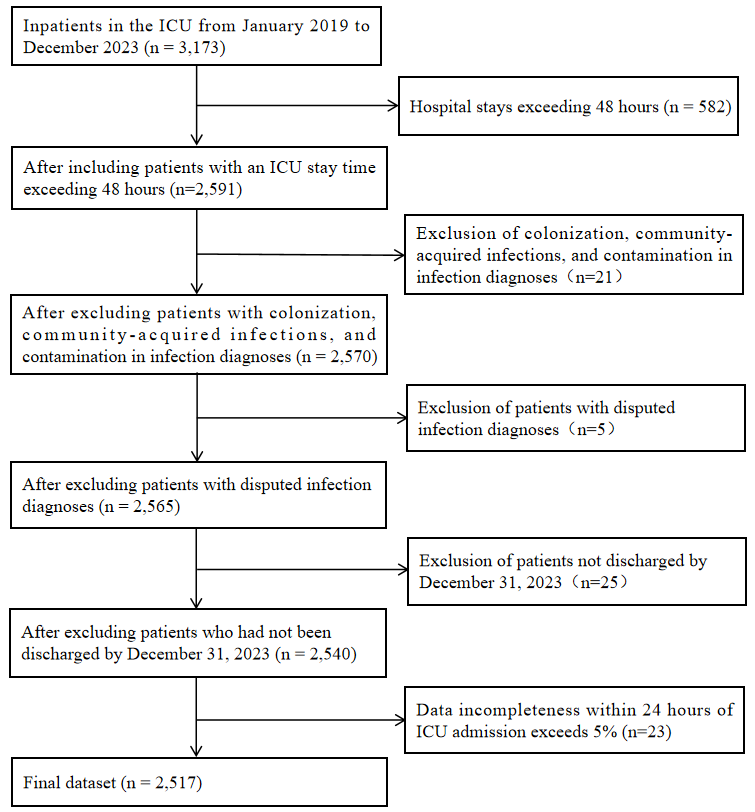 Inpatients in the ICU from January 2019 to
December 2023 (n = 3,173)
Hospital stays exceeding 48 hours (n = 582)
After including patients with an ICU stay time
exceeding 48 hours (n=2,591)
Exclusion of colonization, community-
acquired infections, and contamination in
infection diagnoses（n=21）
After excluding patients with colonization,
community-acquired infections, and
contamination in infection diagnoses (n = 2,570)
Exclusion of patients with disputed
infection diagnoses（n=5）
After excluding patients with disputed infection
diagnoses (n = 2,565)
Exclusion of patients not discharged by
December 31, 2023（n=25）
After excluding patients who had not been
discharged by December 31, 2023 (n = 2,540)
Data incompleteness within 24 hours of
ICU admission exceeds 5% (n=23)
Final dataset (n = 2,517)